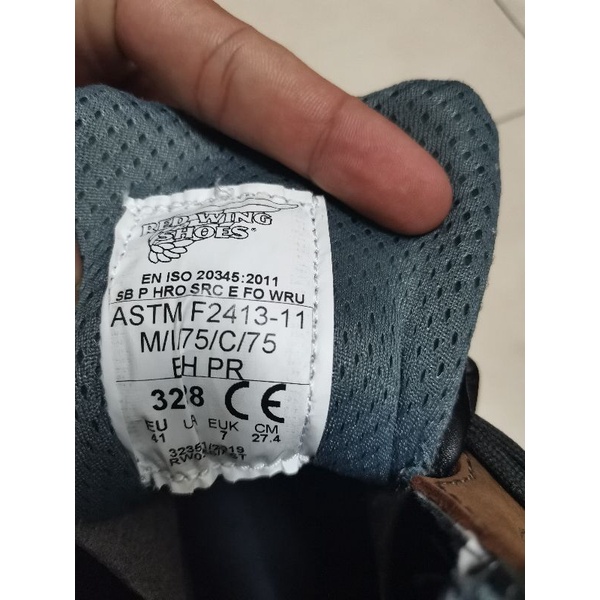 RED WING
SHOES®
EN ISO 20345:2011
SB P HRO SRC E FO WRU
ASTM F2413-11
M/I/75/C/75
EH PR
CE
EU EUK CM
41 7 27.4